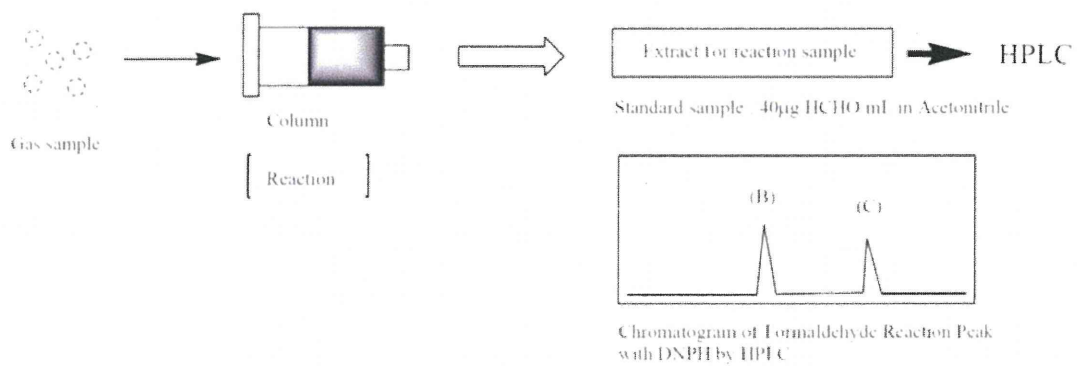 Gas sample
Column
[ Reaction ]
Extract for reaction sample
HPLC
Standard sample 40μg HCHO mL in Acetonitrile
(B)
(C)
Chromatogram of Formaldehyde Reaction Peak
with DNPH by HPLC